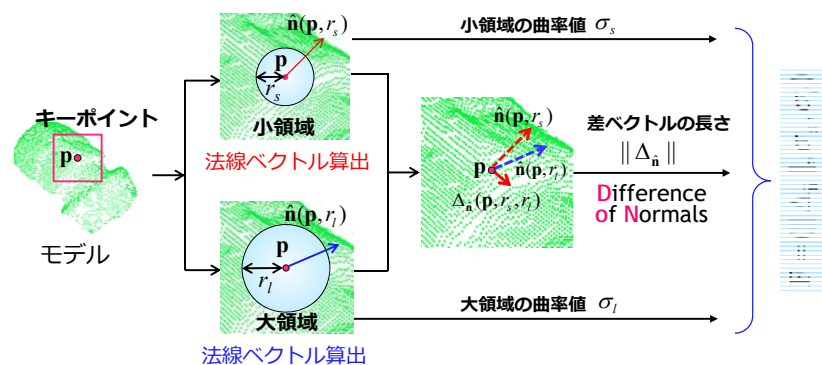 キーポイント
p
モデル
n̂(p,r_s)
p
r_s
小領域
法線ベクトル算出
n̂(p,r_l)
p
r_l
大領域
法線ベクトル算出
小領域の曲率値 σ_s
n̂(p,r_s)
p
n̂(p,r_l)
Δ_n̂(p,r_s,r_l)
差ベクトルの長さ
|| Δ_n̂ ||
Difference
of Normals
大領域の曲率値 σ_l